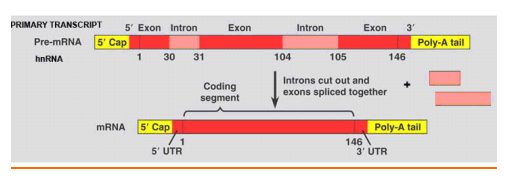 PRIMARY TRANSCRIPT
5′ Exon Intron Exon Intron Exon 3′
Pre-mRNA 5′ Cap Poly-A tail
hnRNA 1 30 31 104 105 146
Coding segment
Introns cut out and exons spliced together
+
mRNA 5′ Cap Poly-A tail
1 146
5′ UTR 3′ UTR